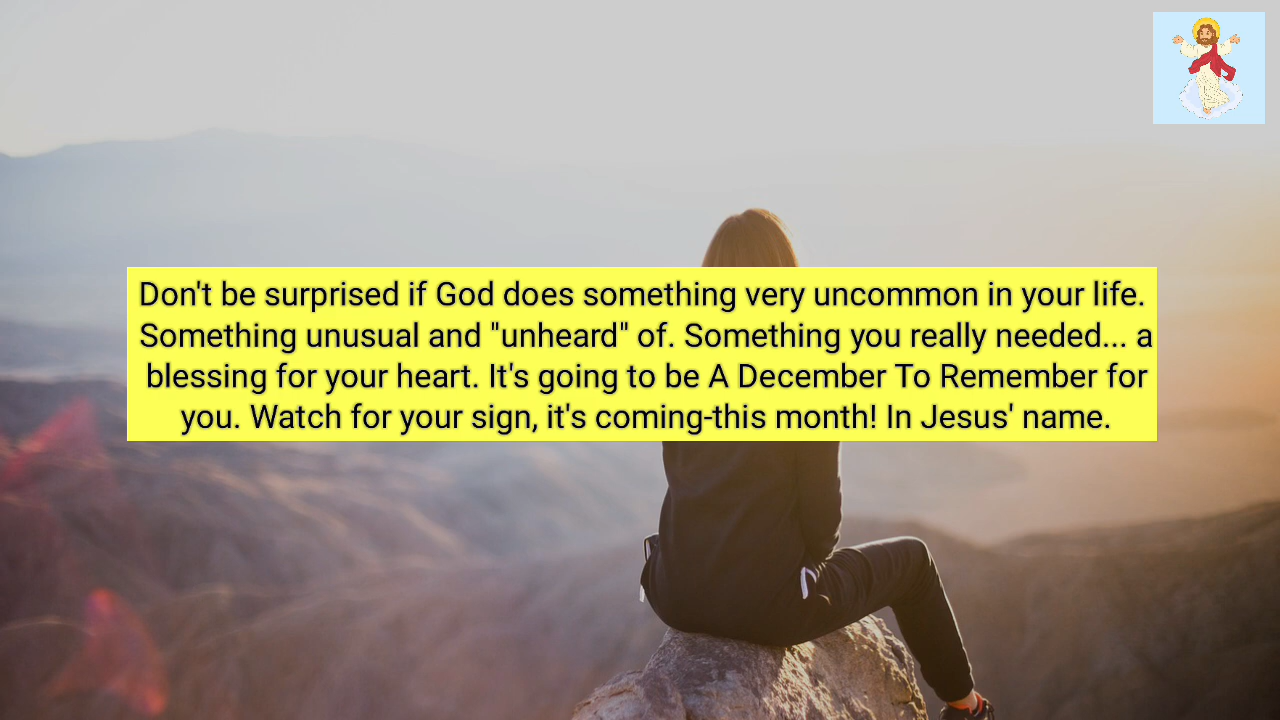 Don't be surprised if God does something very uncommon in your life.
Something unusual and "unheard" of. Something you really needed... a
blessing for your heart. It's going to be A December To Remember for
you. Watch for your sign, it's coming-this month! In Jesus' name.